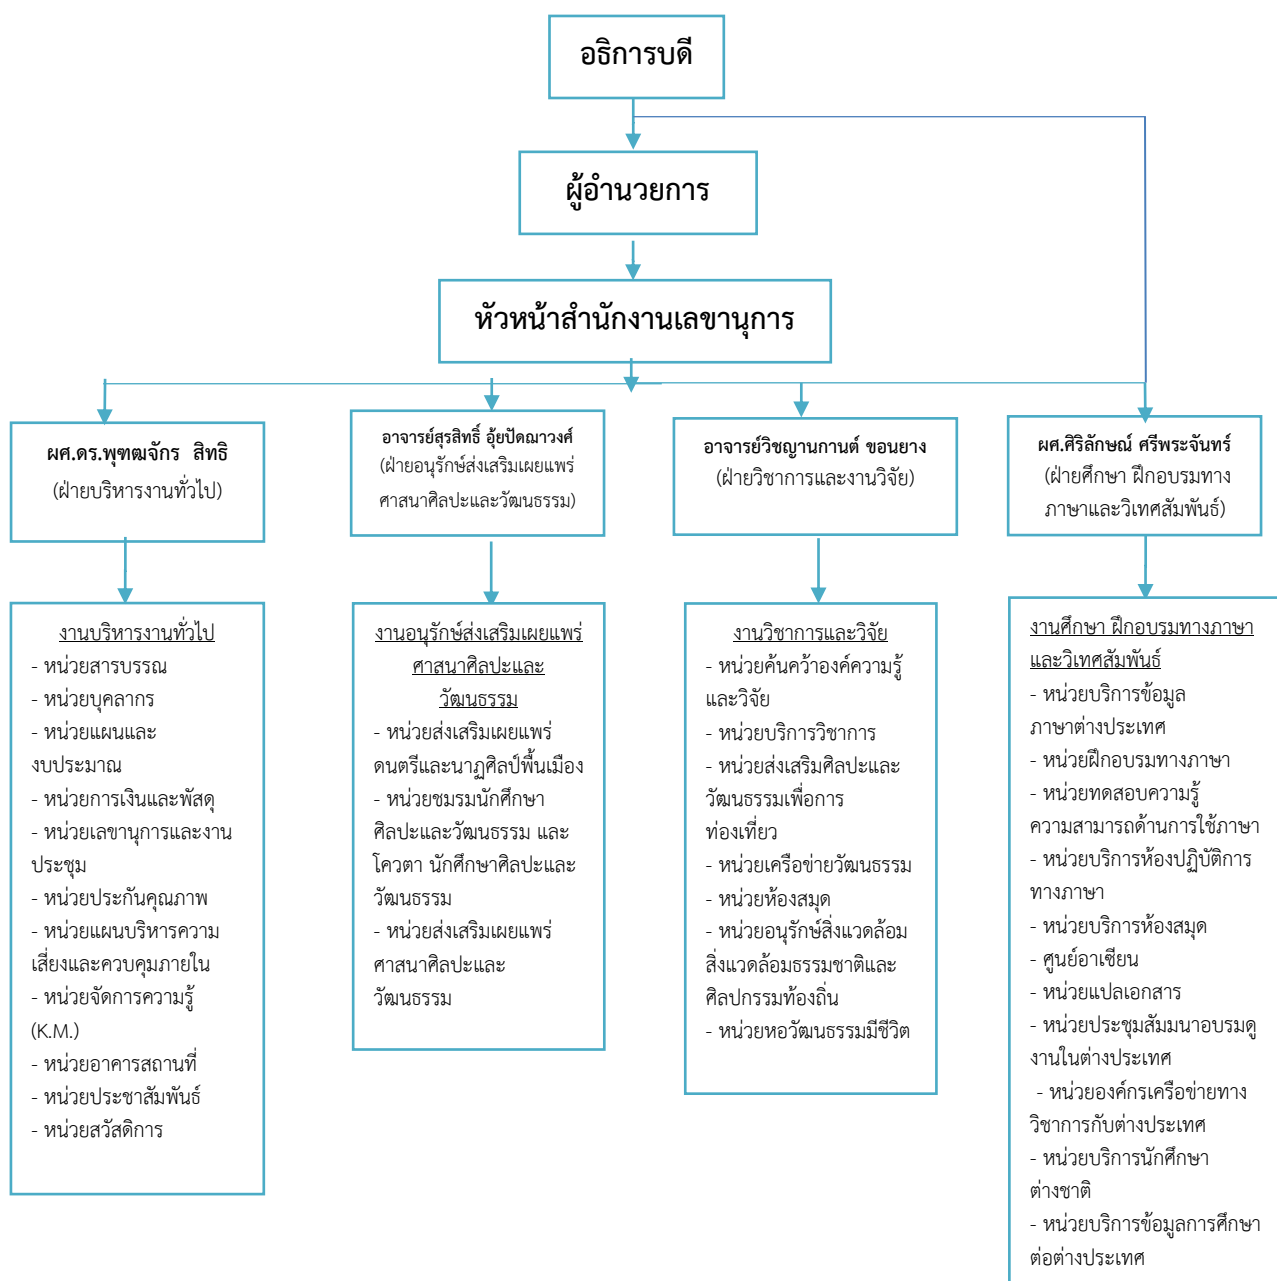 อธิการบดี
ผู้อำนวยการ
หัวหน้าสำนักงานเลขานุการ
ผศ.ดร.พุฑฒจักร สิทธิ
(ฝ่ายบริหารงานทั่วไป)
อาจารย์สุรสิทธิ์ อุ้ยปัดฌาวงศ์
(ฝ่ายอนุรักษ์ส่งเสริมเผยแพร่
ศาสนาศิลปะและวัฒนธรรม)
อาจารย์วิชญานกานต์ ขอนยาง
(ฝ่ายวิชาการและงานวิจัย)
ผศ.ศิริลักษณ์ ศรีพระจันทร์
(ฝ่ายศึกษา ฝึกอบรมทาง
ภาษาและวิเทศสัมพันธ์)
งานบริหารงานทั่วไป
- หน่วยสารบรรณ
- หน่วยบุคลากร
- หน่วยแผนและ
งบประมาณ
- หน่วยการเงินและพัสดุ
- หน่วยเลขานุการและงาน
ประชุม
- หน่วยประกันคุณภาพ
- หน่วยแผนบริหารความ
เสี่ยงและควบคุมภายใน
- หน่วยจัดการความรู้
(K.M.)
- หน่วยอาคารสถานที่
- หน่วยประชาสัมพันธ์
- หน่วยสวัสดิการ
งานอนุรักษ์ส่งเสริมเผยแพร่
ศาสนาศิลปะและ
วัฒนธรรม
- หน่วยส่งเสริมเผยแพร่
ดนตรีและนาฏศิลป์พื้นเมือง
- หน่วยชมรมนักศึกษา
ศิลปะและวัฒนธรรม และ
โควตา นักศึกษาศิลปะและ
วัฒนธรรม
- หน่วยส่งเสริมเผยแพร่
ศาสนาศิลปะและ
วัฒนธรรม
งานวิชาการและวิจัย
- หน่วยค้นคว้าองค์ความรู้
และวิจัย
- หน่วยบริการวิชาการ
- หน่วยส่งเสริมศิลปะและ
วัฒนธรรมเพื่อการ
ท่องเที่ยว
- หน่วยเครือข่ายวัฒนธรรม
- หน่วยห้องสมุด
- หน่วยอนุรักษ์สิ่งแวดล้อม
สิ่งแวดล้อมธรรมชาติและ
ศิลปกรรมท้องถิ่น
- หน่วยหอวัฒนธรรมมีชีวิต
งานศึกษา ฝึกอบรมทางภาษา
และวิเทศสัมพันธ์
- หน่วยบริการข้อมูล
ภาษาต่างประเทศ
- หน่วยฝึกอบรมทางภาษา
- หน่วยทดสอบความรู้
ความสามารถด้านการใช้ภาษา
- หน่วยบริการห้องปฏิบัติการ
ทางภาษา
- หน่วยบริการห้องสมุด
- ศูนย์อาเซียน
- หน่วยแปลเอกสาร
- หน่วยประชุมสัมมนาอบรมดู
งานในต่างประเทศ
- หน่วยองค์กรเครือข่ายทาง
วิชาการกับต่างประเทศ
- หน่วยบริการนักศึกษา
ต่างชาติ
- หน่วยบริการข้อมูลการศึกษา
ต่อต่างประเทศ